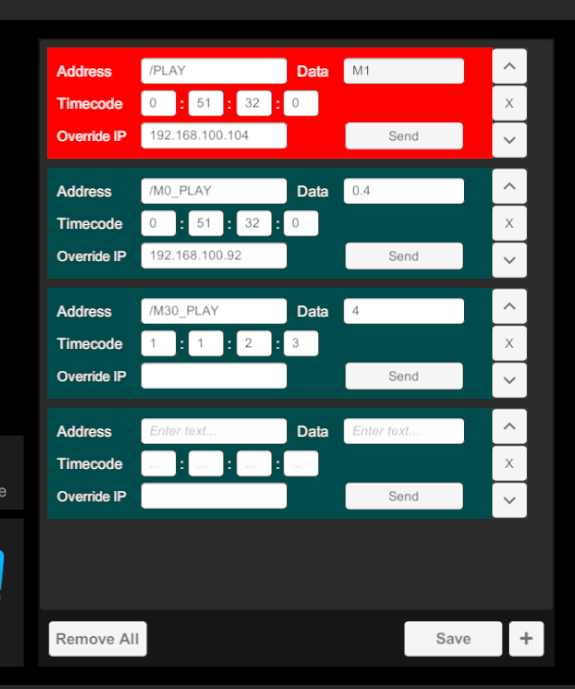 Address /PLAY Data M1
Timecode 0 : 51 : 32 : 0 X
Override IP 192.168.100.104 Send
Address /M0_PLAY Data 0.4
Timecode 0 : 51 : 32 : 0 X
Override IP 192.168.100.92 Send
Address /M30_PLAY Data 4
Timecode 1 : 1 : 2 : 3 X
Override IP Send
Address Enter text... Data Enter text...
Timecode ... : ... : ... : ... X
e Override IP Send
Remove All Save +